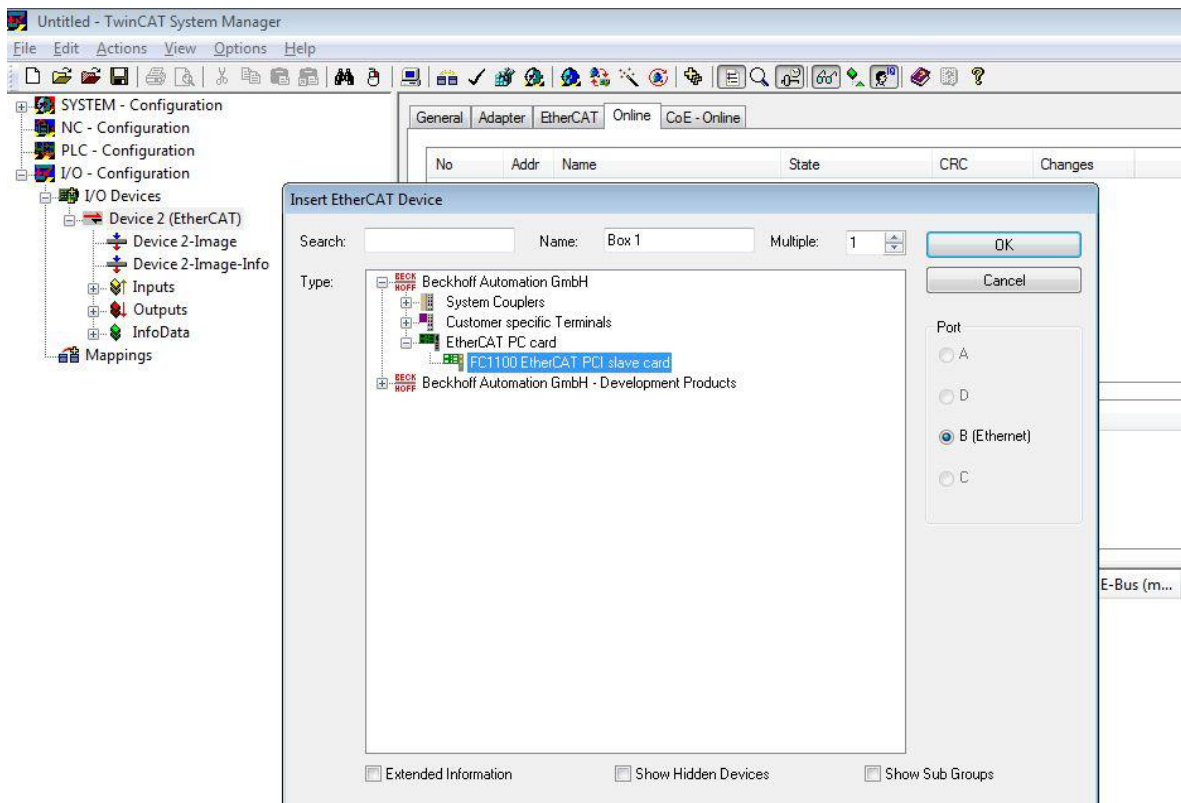 Untitled - TwinCAT System Manager
File Edit Actions View Options Help
SYSTEM - Configuration
NC - Configuration
PLC - Configuration
I/O - Configuration
I/O Devices
Device 2 (EtherCAT)
Device 2-Image
Device 2-Image-Info
Inputs
Outputs
InfoData
Mappings
General Adapter EtherCAT Online CoE - Online
No Addr Name State CRC Changes
Insert EtherCAT Device
Search: Name: Box 1 Multiple: 1 OK
Cancel
Type:
BECKHOFF Beckhoff Automation GmbH
System Couplers
Customer specific Terminals
EtherCAT PC card
FC1100 EtherCAT PCI slave card
BECKHOFF Beckhoff Automation GmbH - Development Products
Port
A
D
B (Ethernet)
C
E-Bus (m...
Extended Information Show Hidden Devices Show Sub Groups